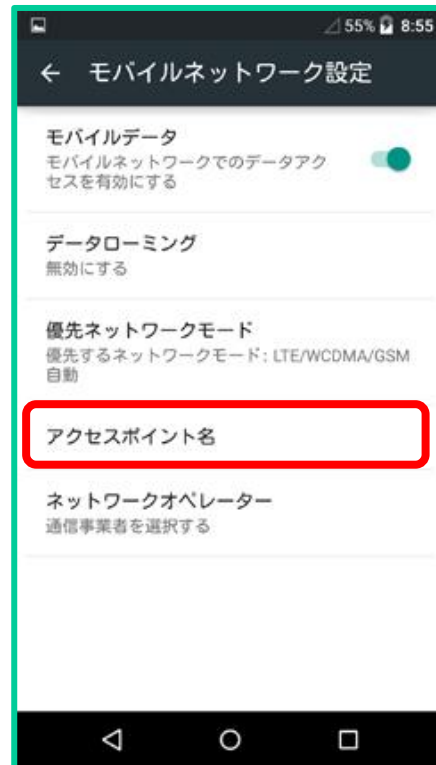 55% 8:55
モバイルネットワーク設定
モバイルデータ
モバイルネットワークでのデータアク
セスを有効にする
データローミング
無効にする
優先ネットワークモード
優先するネットワークモード: LTE/WCDMA/GSM
自動
アクセスポイント名
ネットワークオペレーター
通信事業者を選択する